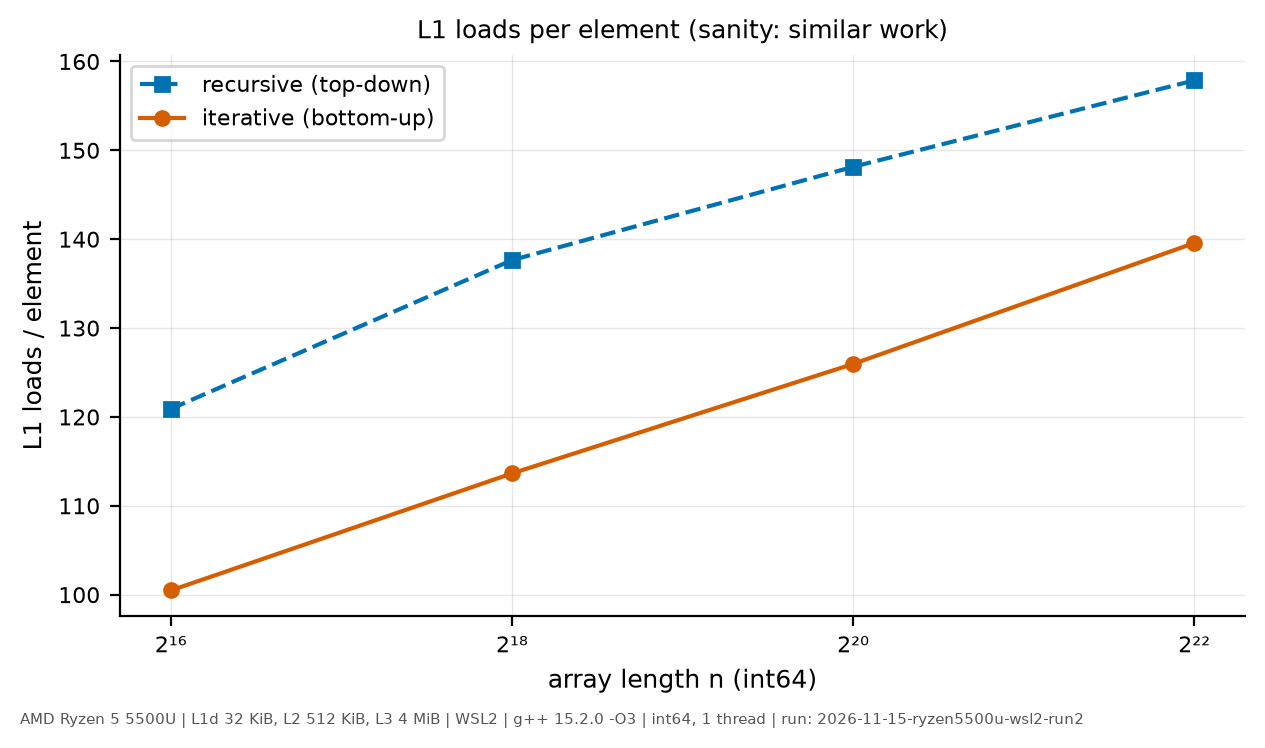 L1 loads per element (sanity: similar work)
recursive (top-down)
iterative (bottom-up)
L1 loads / element
160
150
140
130
120
110
100
2¹⁶
2¹⁸
2²⁰
2²²
array length n (int64)
AMD Ryzen 5 5500U | L1d 32 KiB, L2 512 KiB, L3 4 MiB | WSL2 | g++ 15.2.0 -O3 | int64, 1 thread | run: 2026-11-15-ryzen5500u-wsl2-run2